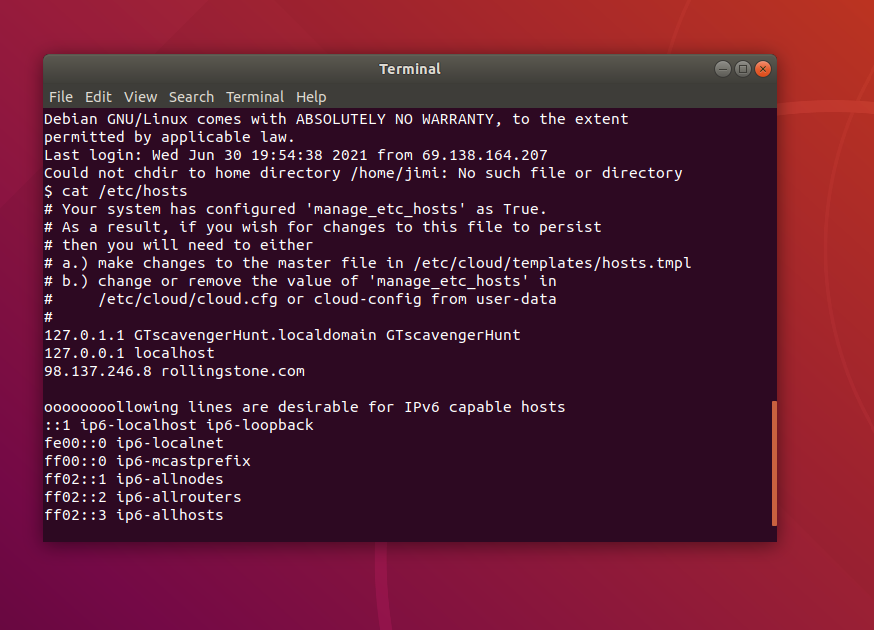 Terminal
File Edit View Search Terminal Help
Debian GNU/Linux comes with ABSOLUTELY NO WARRANTY, to the extent
permitted by applicable law.
Last login: Wed Jun 30 19:54:38 2021 from 69.138.164.207
Could not chdir to home directory /home/jimi: No such file or directory
$ cat /etc/hosts
# Your system has configured 'manage_etc_hosts' as True.
# As a result, if you wish for changes to this file to persist
# then you will need to either
# a.) make changes to the master file in /etc/cloud/templates/hosts.tmpl
# b.) change or remove the value of 'manage_etc_hosts' in
#     /etc/cloud/cloud.cfg or cloud-config from user-data
#
127.0.1.1 GTscavengerHunt.localdomain GTscavengerHunt
127.0.0.1 localhost
98.137.246.8 rollingstone.com
oooooooollowing lines are desirable for IPv6 capable hosts
::1 ip6-localhost ip6-loopback
fe00::0 ip6-localnet
ff00::0 ip6-mcastprefix
ff02::1 ip6-allnodes
ff02::2 ip6-allrouters
ff02::3 ip6-allhosts